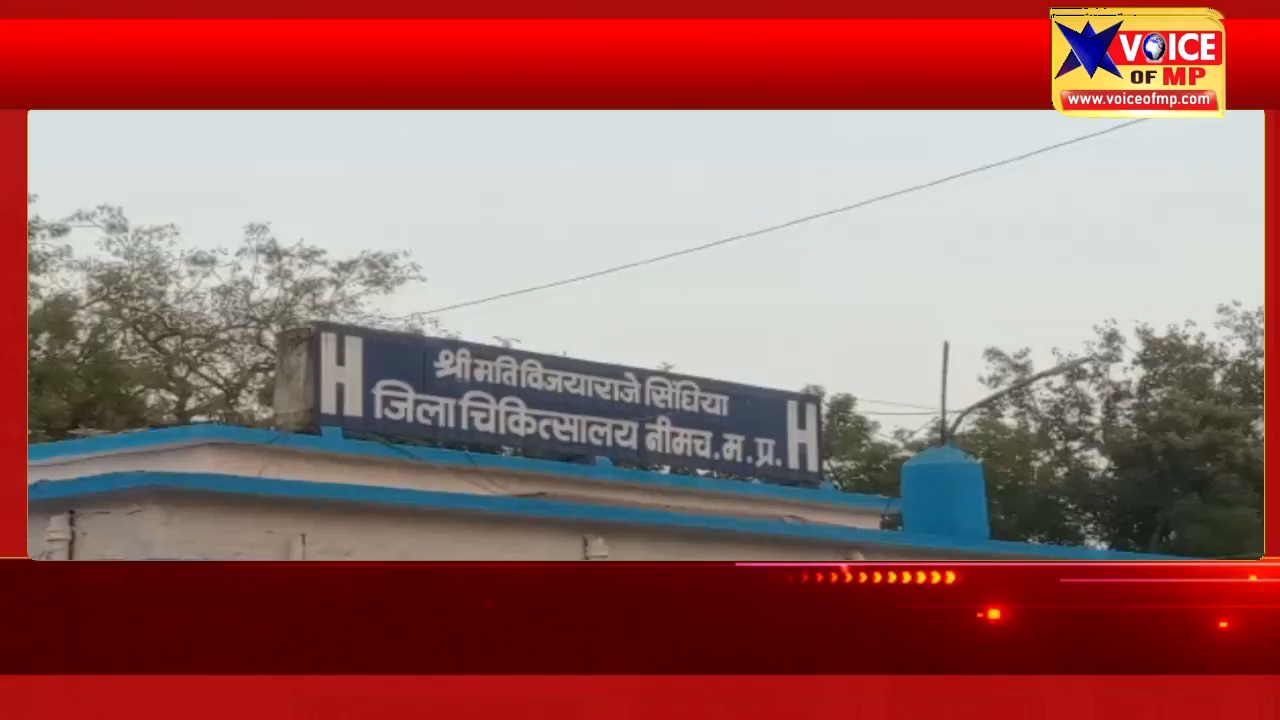 VOICE
OF MP
www.voiceofmp.com
H श्रीमति विजयाराजे सिंधिया H
जिला चिकित्सालय नीमच.म.प्र.